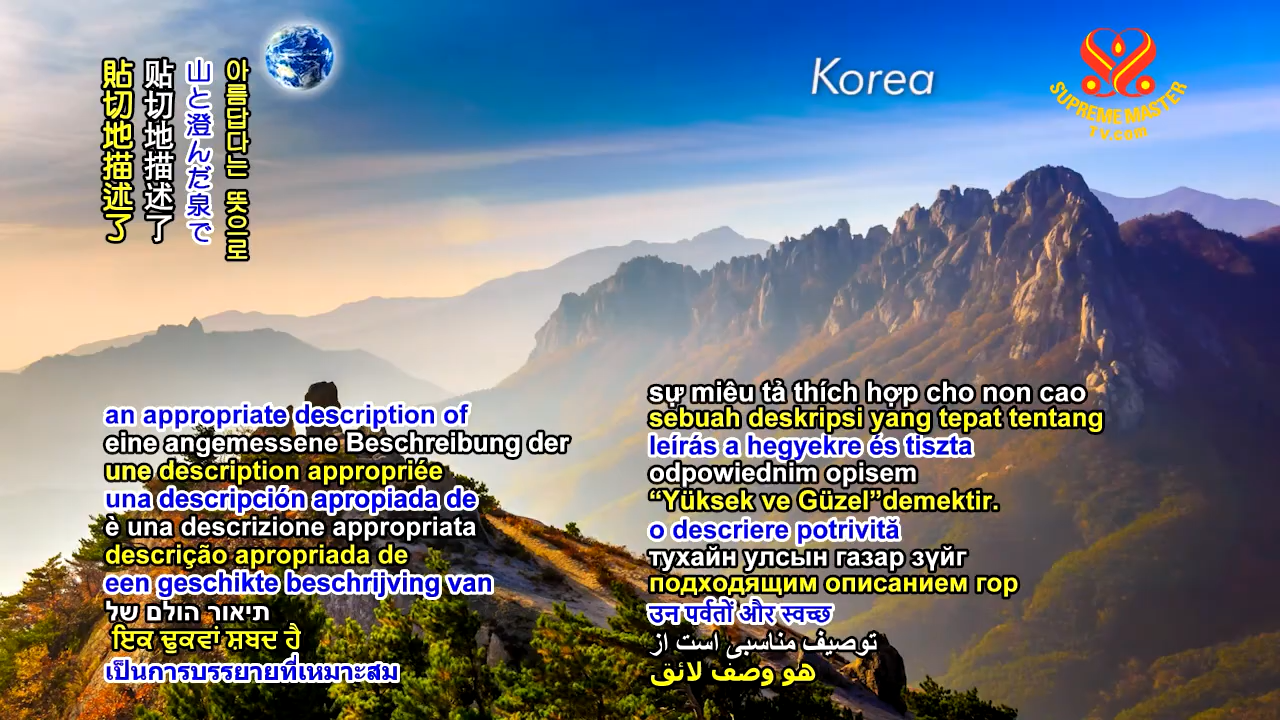 貼切地描述了
贴切地描述了
山と澄んだ泉で
아름답다는 뜻으로
Korea
SUPREME MASTER
TV.com
an appropriate description of
eine angemessene Beschreibung der
une description appropriée
una descripción apropiada de
è una descrizione appropriata
descrição apropriada de
een geschikte beschrijving van
תיאור הולם של
ਇਕ ਢੁਕਵਾਂ ਸ਼ਬਦ ਹੈ
เป็นการบรรยายที่เหมาะสม
sự miêu tả thích hợp cho non cao
sebuah deskripsi yang tepat tentang
leírás a hegyekre és tiszta
odpowiednim opisem
“Yüksek ve Güzel”demektir.
o descriere potrivită
тухайн улсын газар зүйг
подходящим описанием гор
उन पर्वतों और स्वच्छ
توصیف مناسبی است از
هو وصف لائق